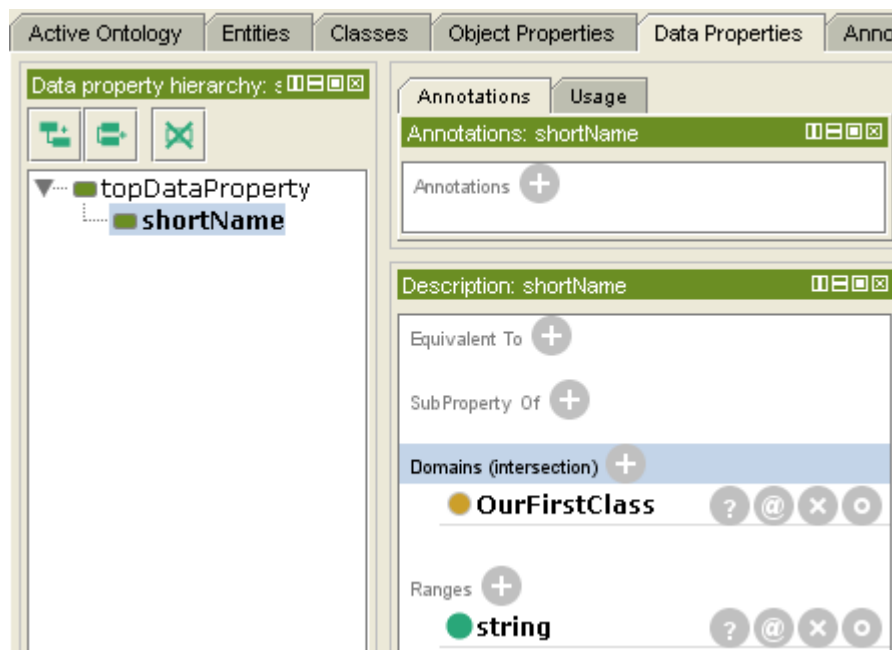 Active Ontology Entities Classes Object Properties Data Properties Anno
Data property hierarchy: s
topDataProperty
shortName
Annotations Usage
Annotations: shortName
Annotations
Description: shortName
Equivalent To
SubProperty Of
Domains (intersection)
OurFirstClass
Ranges
string